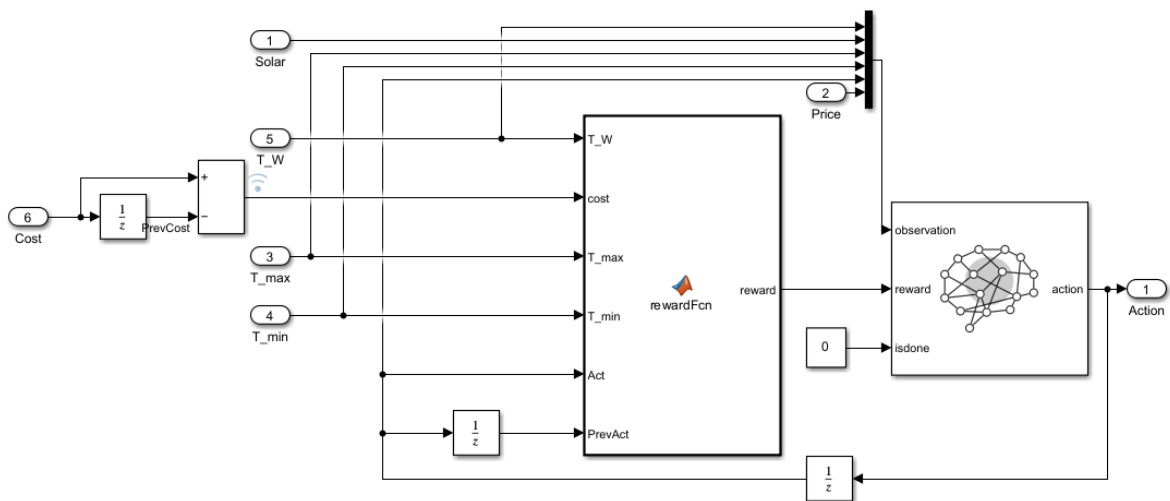 1
Solar
2
Price
5
T_W
T_W
+
6
Cost
1
z
PrevCost
−
cost
observation
3
T_max
T_max
rewardFcn
reward
reward
action
1
Action
4
T_min
T_min
0
isdone
Act
1
z
PrevAct
1
z